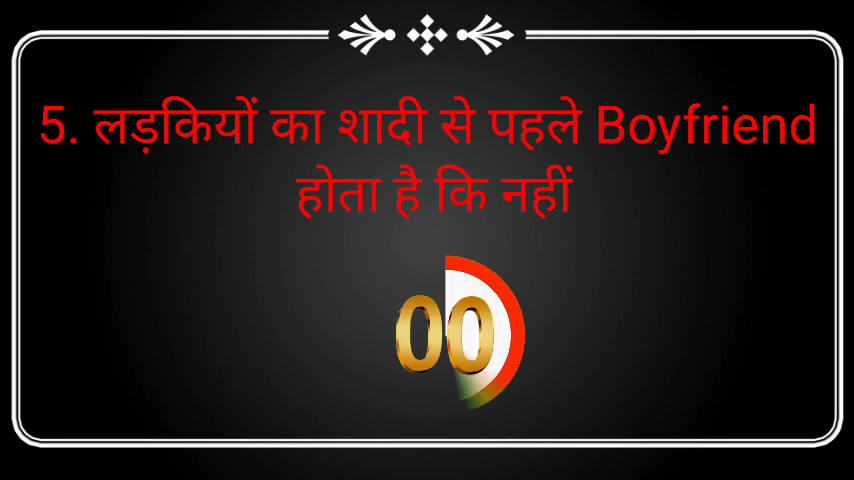 5. लड़कियों का शादी से पहले Boyfriend
होता है कि नहीं
00